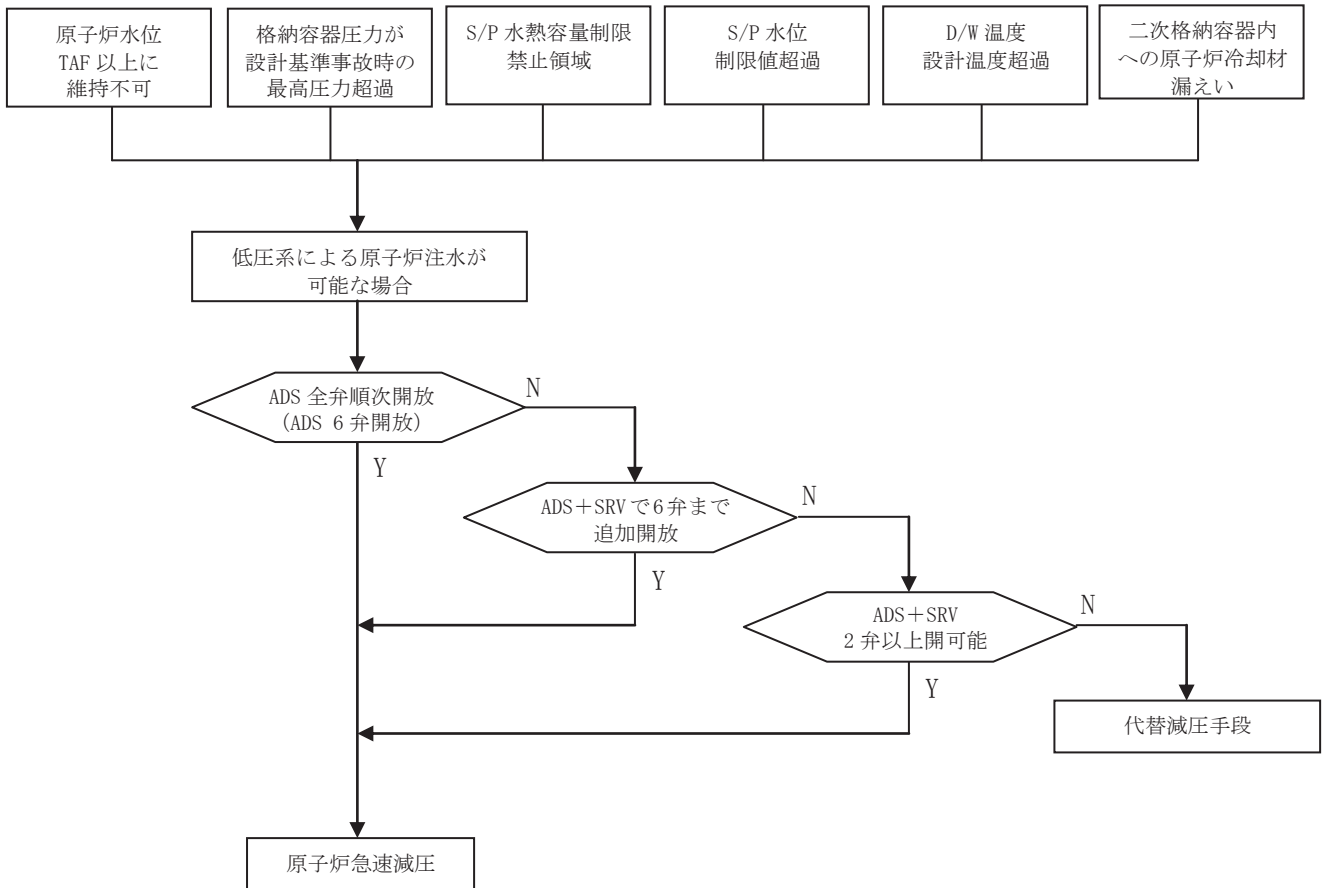 原子炉水位
TAF 以上に
維持不可
格納容器圧力が
設計基準事故時の
最高圧力超過
S/P 水熱容量制限
禁止領域
S/P 水位
制限値超過
D/W 温度
設計温度超過
二次格納容器内
への原子炉冷却材
漏えい
低圧系による原子炉注水が
可能な場合
ADS 全弁順次開放
(ADS 6 弁開放)
N
Y
ADS+SRV で6弁まで
追加開放
N
Y
ADS+SRV
2 弁以上開可能
N
Y
代替減圧手段
原子炉急速減圧